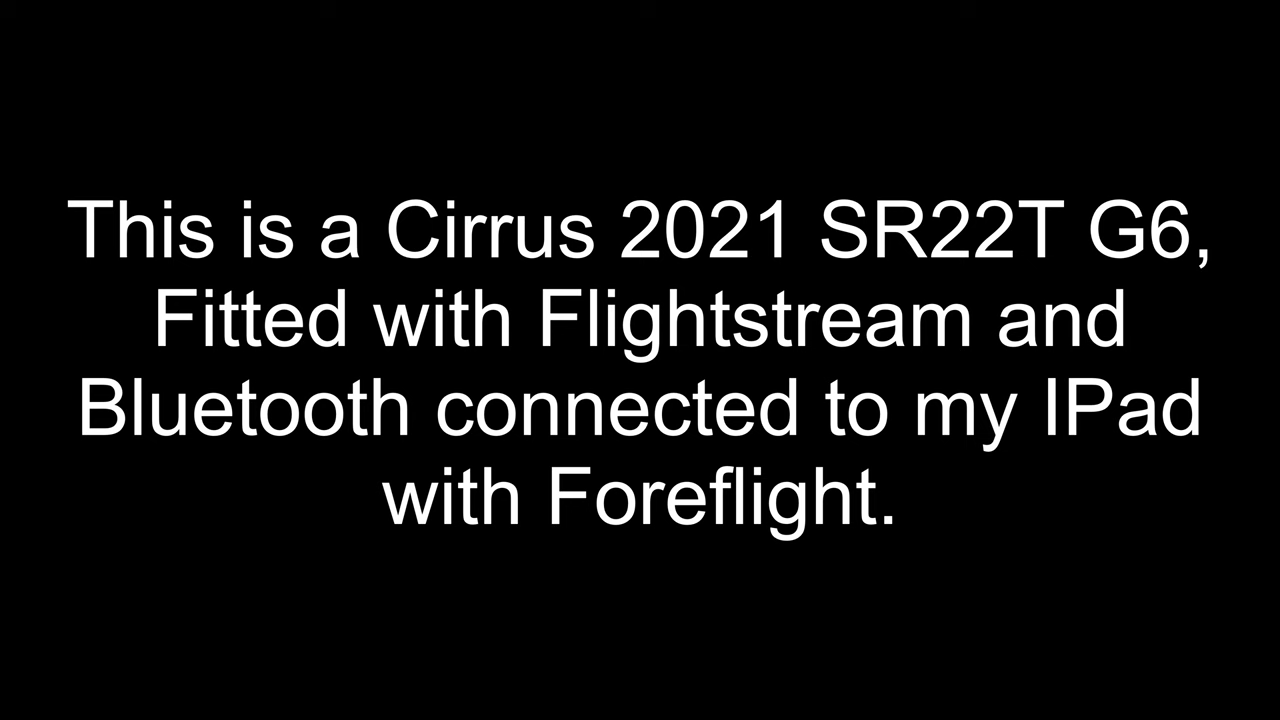 This is a Cirrus 2021 SR22T G6,
Fitted with Flightstream and
Bluetooth connected to my IPad
with Foreflight.